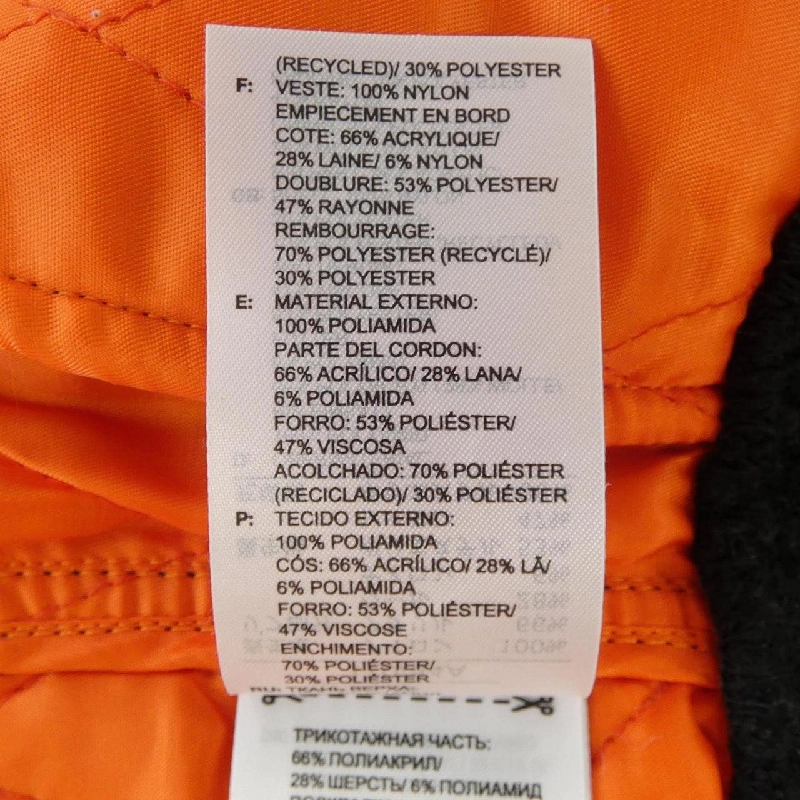 (RECYCLED)/ 30% POLYESTER
F: VESTE: 100% NYLON
EMPIECEMENT EN BORD
COTE: 66% ACRYLIQUE/
28% LAINE/ 6% NYLON
DOUBLURE: 53% POLYESTER/
47% RAYONNE
REMBOURRAGE:
70% POLYESTER (RECYCLÉ)/
30% POLYESTER
E: MATERIAL EXTERNO:
100% POLIAMIDA
PARTE DEL CORDON:
66% ACRÍLICO/ 28% LANA/
6% POLIAMIDA
FORRO: 53% POLIÉSTER/
47% VISCOSA
ACOLCHADO: 70% POLIÉSTER
(RECICLADO)/ 30% POLIÉSTER
P: TECIDO EXTERNO:
100% POLIAMIDA
CÓS: 66% ACRÍLICO/ 28% LÃ/
6% POLIAMIDA
FORRO: 53% POLIÉSTER/
47% VISCOSE
ENCHIMENTO:
70% POLIÉSTER/
30% POLIÉSTER
RU: ТКАНЬ ВЕРХА:
ТРИКОТАЖНАЯ ЧАСТЬ:
66% ПОЛИАКРИЛ/
28% ШЕРСТЬ/ 6% ПОЛИАМИД